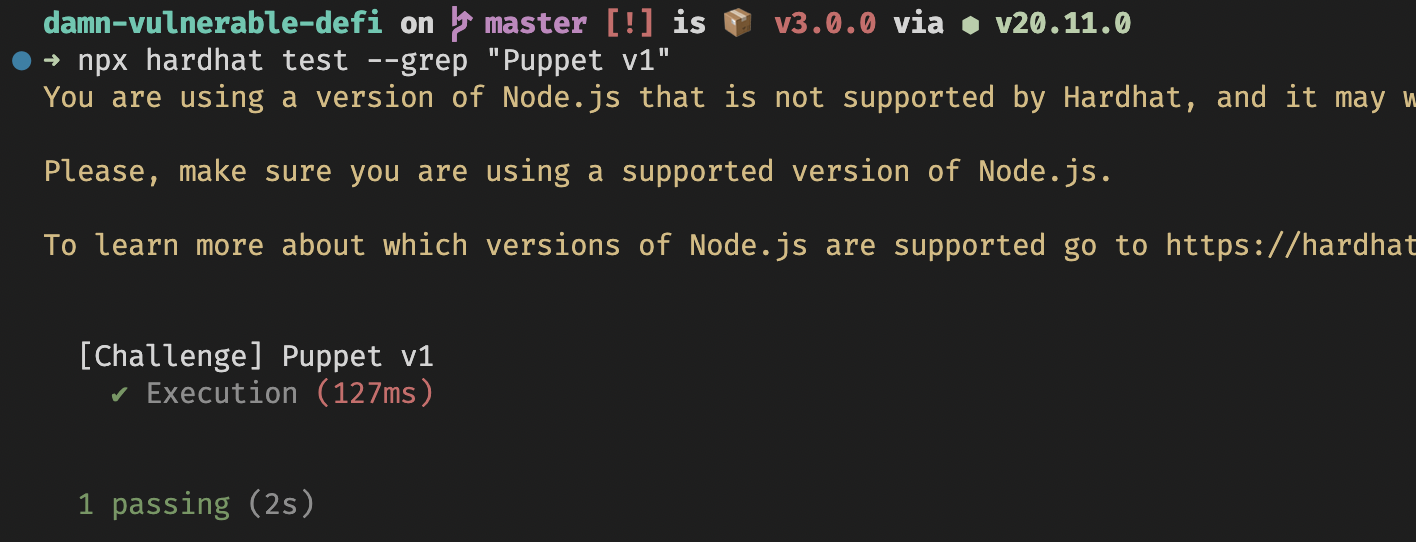 damn-vulnerable-defi on master [!] is 📦 v3.0.0 via ⬢ v20.11.0
➜ npx hardhat test --grep "Puppet v1"
You are using a version of Node.js that is not supported by Hardhat, and it may w
Please, make sure you are using a supported version of Node.js.
To learn more about which versions of Node.js are supported go to https://hardhat
[Challenge] Puppet v1
✔ Execution (127ms)
1 passing (2s)